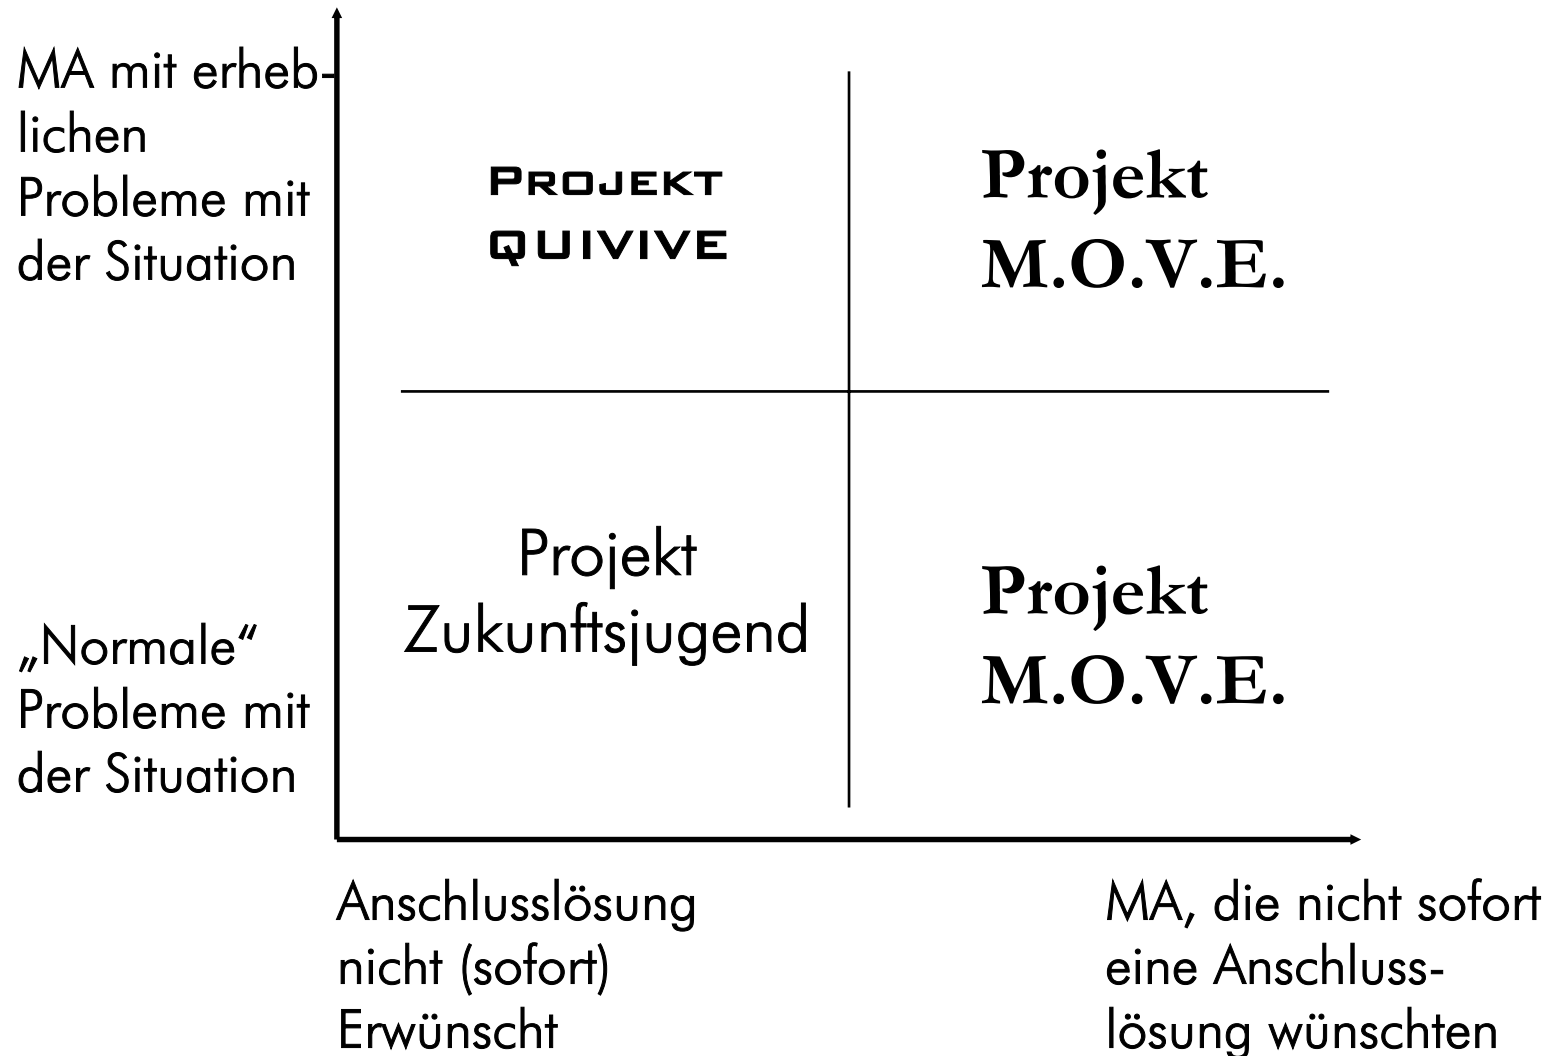 MA mit erheb-
lichen
Probleme mit
der Situation
PROJEKT
QUIVIVE
Projekt
M.O.V.E.
Projekt
Zukunftsjugend
Projekt
M.O.V.E.
„Normale“
Probleme mit
der Situation
Anschlusslösung
nicht (sofort)
Erwünscht
MA, die nicht sofort
eine Anschluss-
lösung wünschten